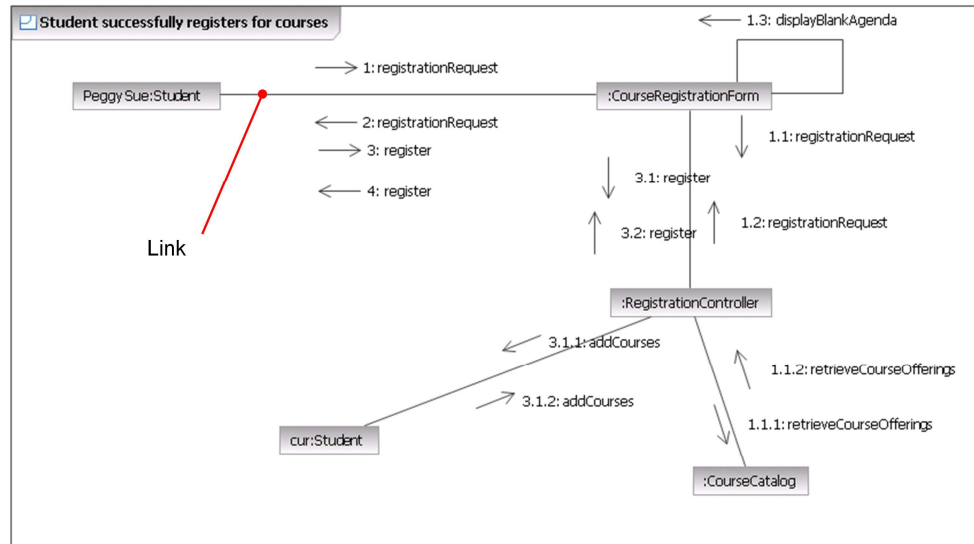 Student successfully registers for courses
1.3: displayBlankAgenda
1: registrationRequest
Peggy Sue:Student
:CourseRegistrationForm
2: registrationRequest
1.1: registrationRequest
3: register
3.1: register
4: register
1.2: registrationRequest
3.2: register
Link
:RegistrationController
3.1.1: addCourses
1.1.2: retrieveCourseOfferings
3.1.2: addCourses
1.1.1: retrieveCourseOfferings
cur:Student
:CourseCatalog